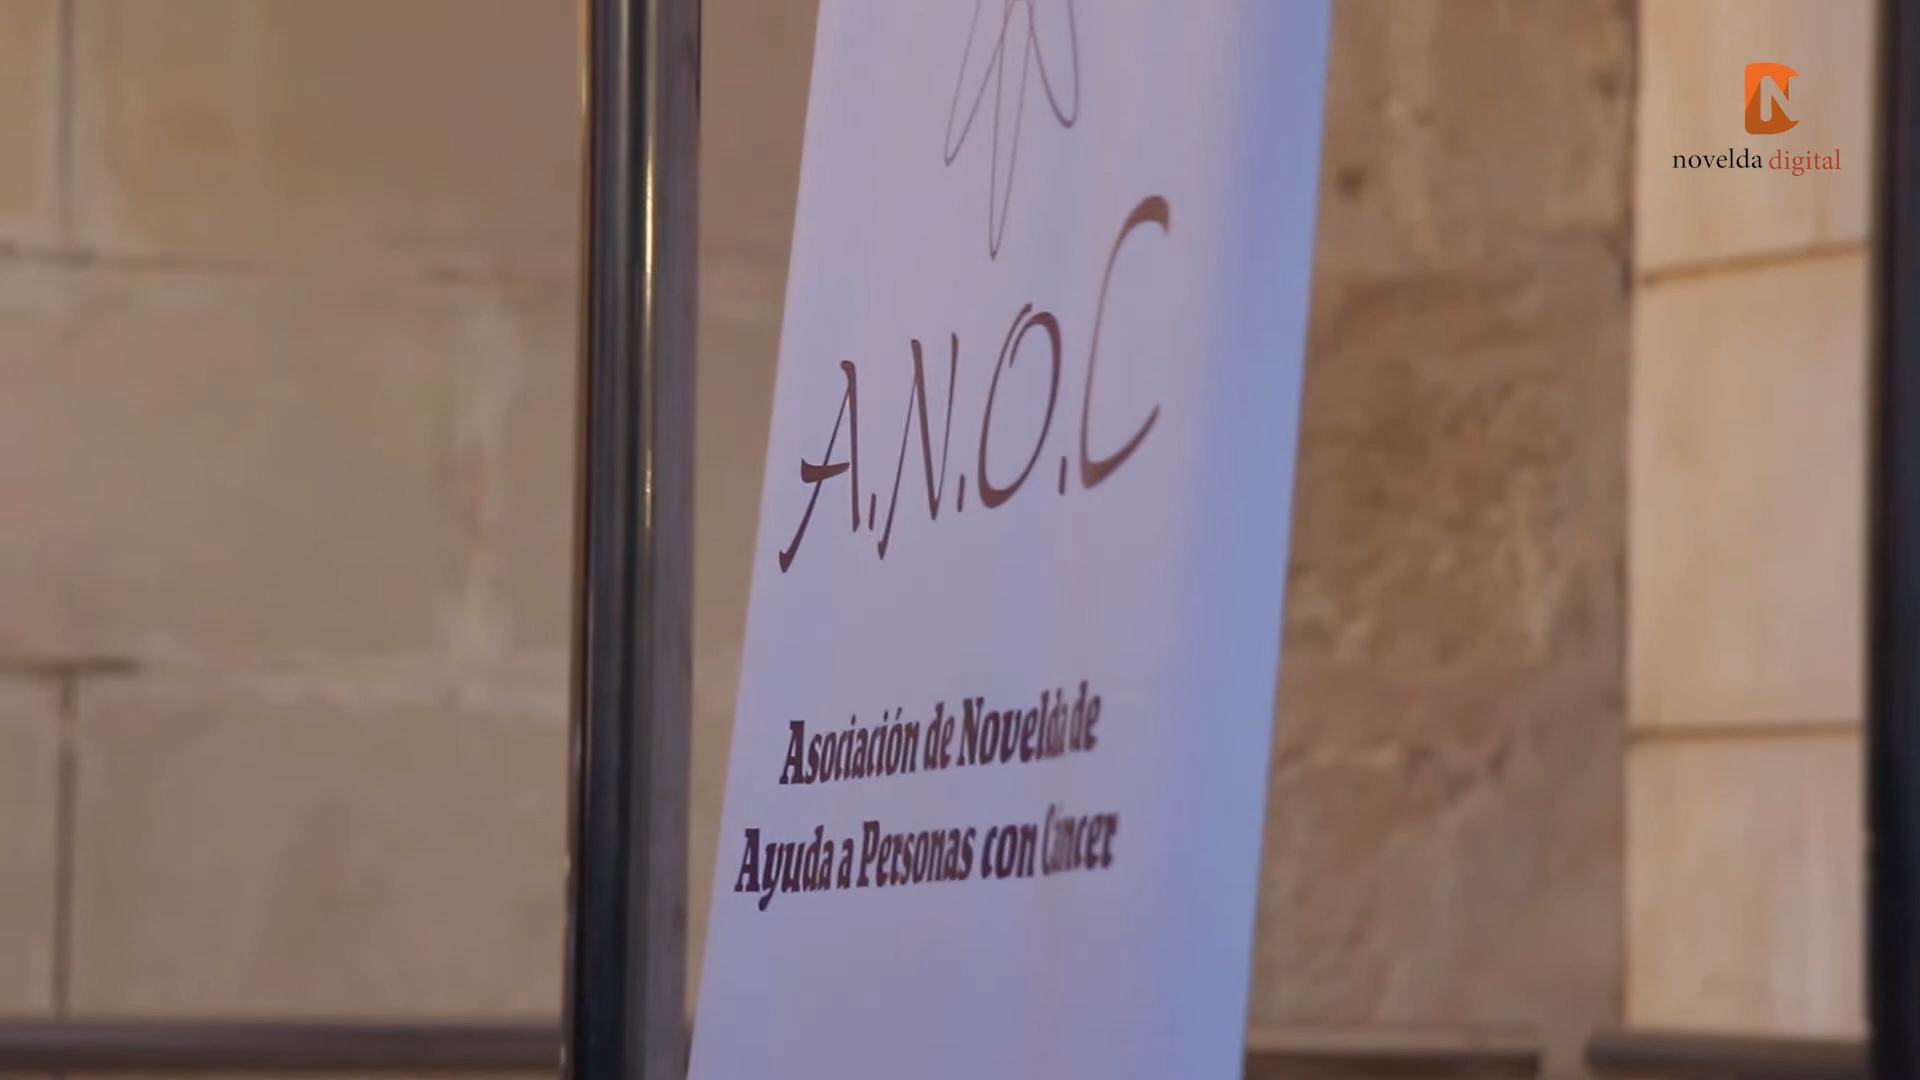 novelda digital
A.N.O.C
Asociación de Novelda de
Ayuda a Personas con Cancer